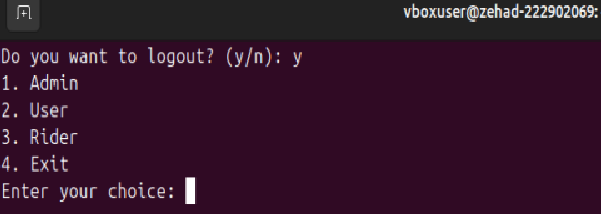 vboxuser@zehad-222902069:
Do you want to logout? (y/n): y
1. Admin
2. User
3. Rider
4. Exit
Enter your choice: